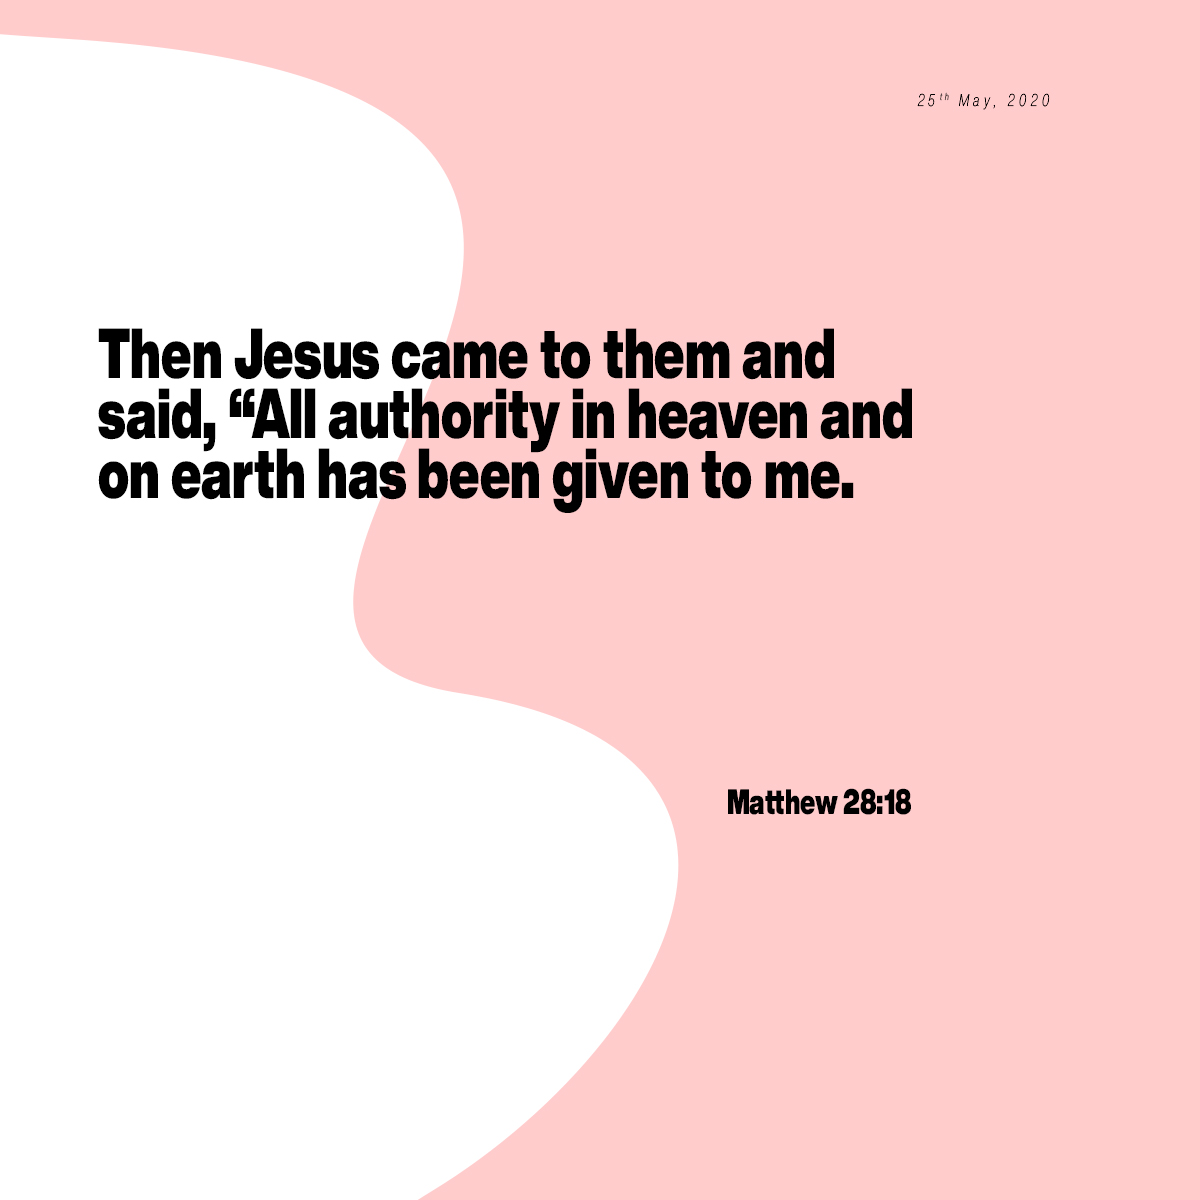 25th May, 2020
Then Jesus came to them and
said, “All authority in heaven and
on earth has been given to me.
Matthew 28:18